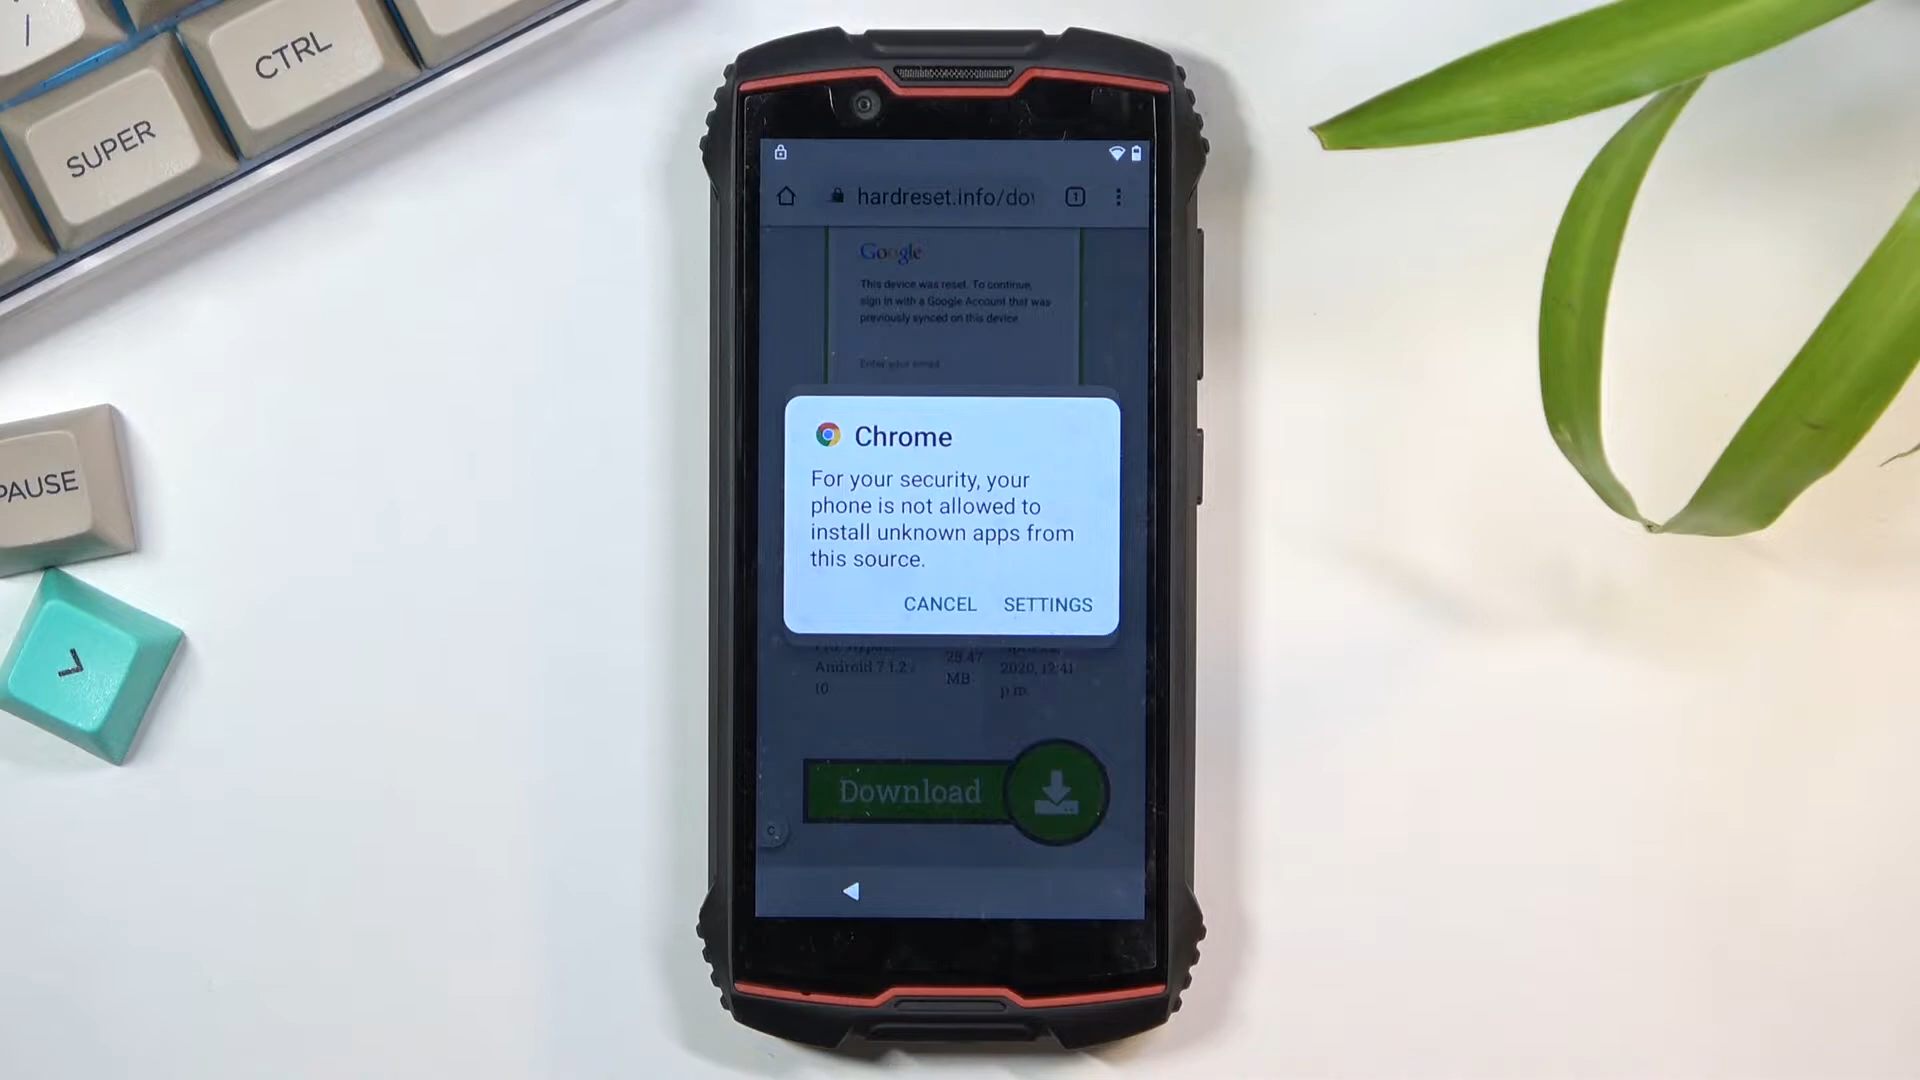 /
CTRL
SUPER
PAUSE
hardreset.info/do
1
Google
This device was reset. To continue,
sign in with a Google Account that was
previously synced on this device
Enter your email
Chrome
For your security, your
phone is not allowed to
install unknown apps from
this source.
CANCEL SETTINGS
Android 7.1.2 - 28.47 2020, 12:41
10 MB p.m.
Download